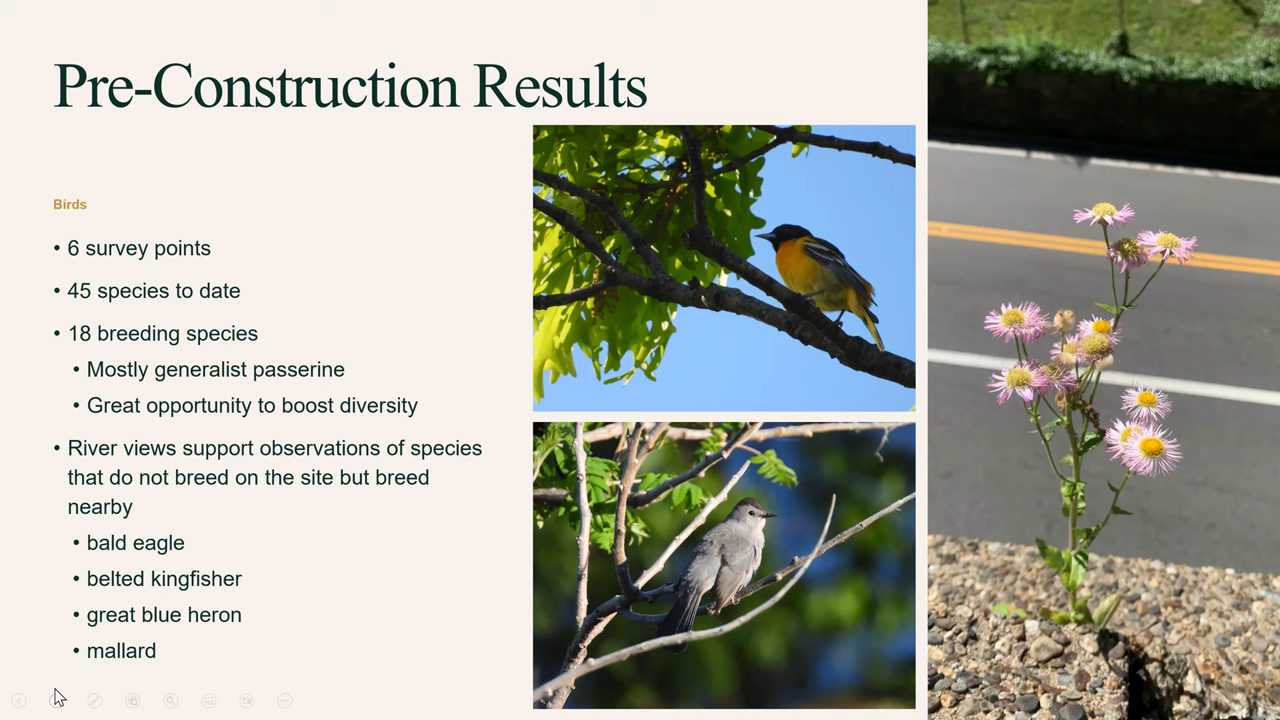 Pre-Construction Results
Birds
• 6 survey points
• 45 species to date
• 18 breeding species
• Mostly generalist passerine
• Great opportunity to boost diversity
• River views support observations of species
that do not breed on the site but breed
nearby
• bald eagle
• belted kingfisher
• great blue heron
• mallard